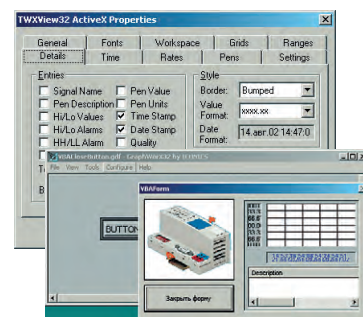 TWXView32 ActiveX Properties
General Fonts Workspace Grids Ranges
Details Time Rates Pens Settings
Entries
Style
Signal Name
Pen Value
Border: Bumped
Pen Description
Pen Units
Value Format: xxxx.xx
Hi/Lo Values
Time Stamp
Hi/Lo Alarms
Date Stamp
Date Format: 14.авг.02 14:47:0
HH/LL Alarm
Quality
File View Tools Configure Help
VBAForm
BUTTON
Description
Закрыть форму